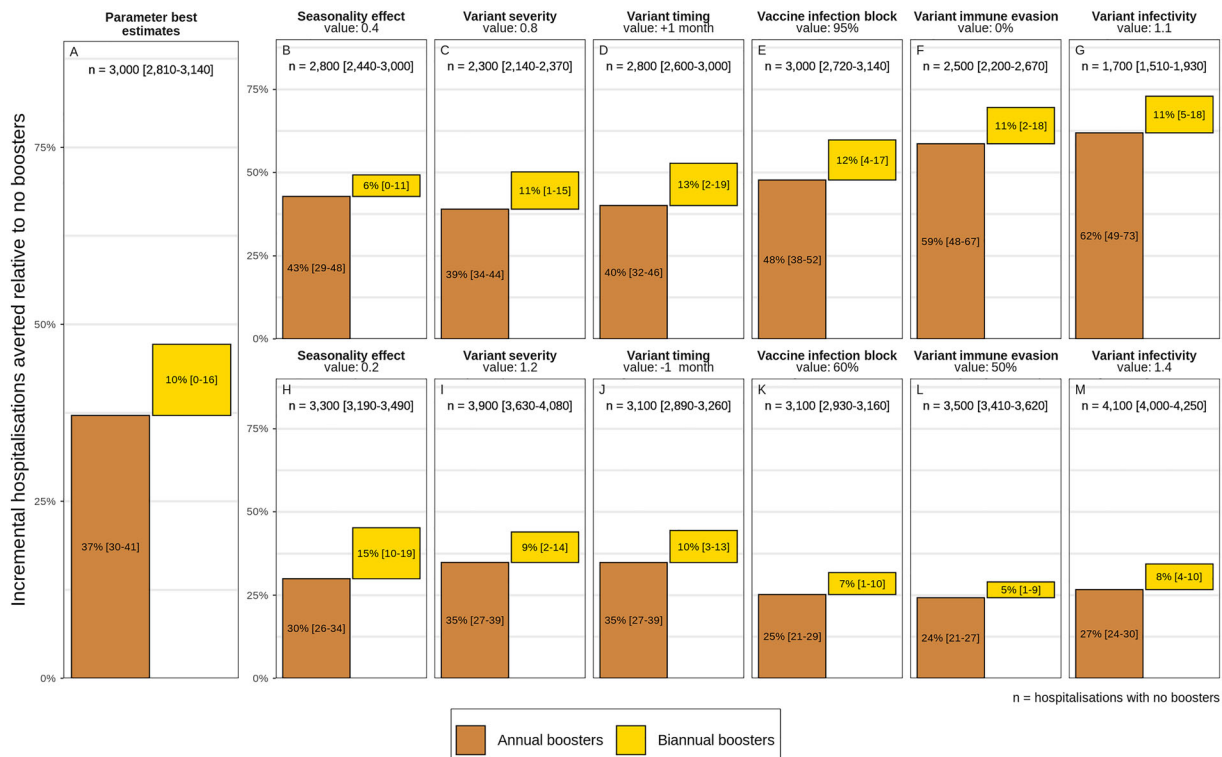 Parameter best
estimates
A
n = 3,000 [2,810-3,140]
75%
50%
25%
0%
37% [30-41]
10% [0-16]
Incremental hospitalisations averted relative to no boosters
Seasonality effect
value: 0.4
B
n = 2,800 [2,440-3,000]
75%
50%
25%
0%
6% [0-11]
43% [29-48]
Variant severity
value: 0.8
C
n = 2,300 [2,140-2,370]
11% [1-15]
39% [34-44]
Variant timing
value: +1 month
D
n = 2,800 [2,600-3,000]
13% [2-19]
40% [32-46]
Vaccine infection block
value: 95%
E
n = 3,000 [2,720-3,140]
12% [4-17]
48% [38-52]
Variant immune evasion
value: 0%
F
n = 2,500 [2,200-2,670]
11% [2-18]
59% [48-67]
Variant infectivity
value: 1.1
G
n = 1,700 [1,510-1,930]
11% [5-18]
62% [49-73]
Seasonality effect
value: 0.2
H
n = 3,300 [3,190-3,490]
75%
50%
25%
0%
15% [10-19]
30% [26-34]
Variant severity
value: 1.2
I
n = 3,900 [3,630-4,080]
9% [2-14]
35% [27-39]
Variant timing
value: -1 month
J
n = 3,100 [2,890-3,260]
10% [3-13]
35% [27-39]
Vaccine infection block
value: 60%
K
n = 3,100 [2,930-3,160]
7% [1-10]
25% [21-29]
Variant immune evasion
value: 50%
L
n = 3,500 [3,410-3,620]
5% [1-9]
24% [21-27]
Variant infectivity
value: 1.4
M
n = 4,100 [4,000-4,250]
8% [4-10]
27% [24-30]
n = hospitalisations with no boosters
Annual boosters
Biannual boosters